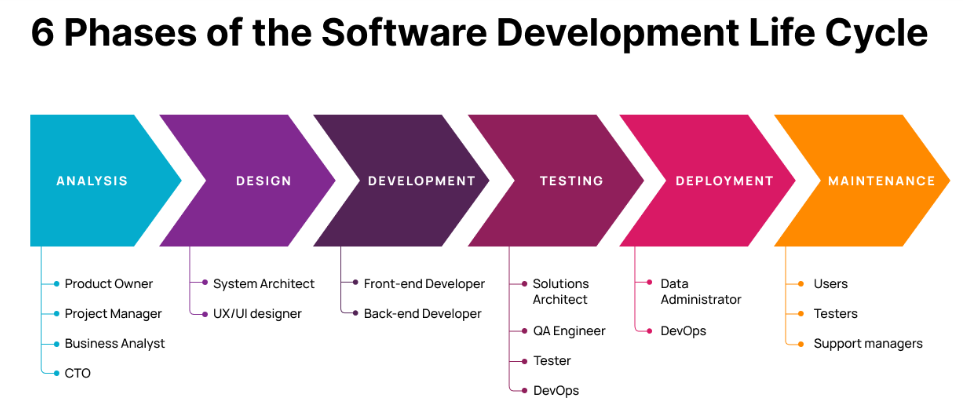 6 Phases of the Software Development Life Cycle
ANALYSIS
DESIGN
DEVELOPMENT
TESTING
DEPLOYMENT
MAINTENANCE
Product Owner
Project Manager
Business Analyst
CTO
System Architect
UX/UI designer
Front-end Developer
Back-end Developer
Solutions
Architect
QA Engineer
Tester
DevOps
Data
Administrator
DevOps
Users
Testers
Support managers